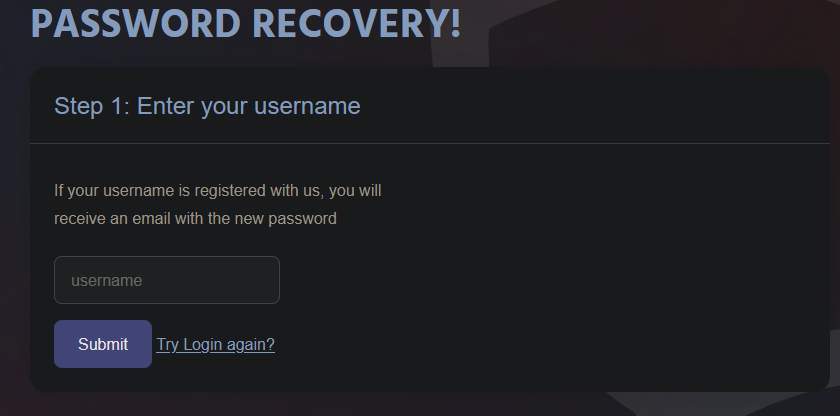 PASSWORD RECOVERY!
Step 1: Enter your username
If your username is registered with us, you will
receive an email with the new password
username
Submit Try Login again?